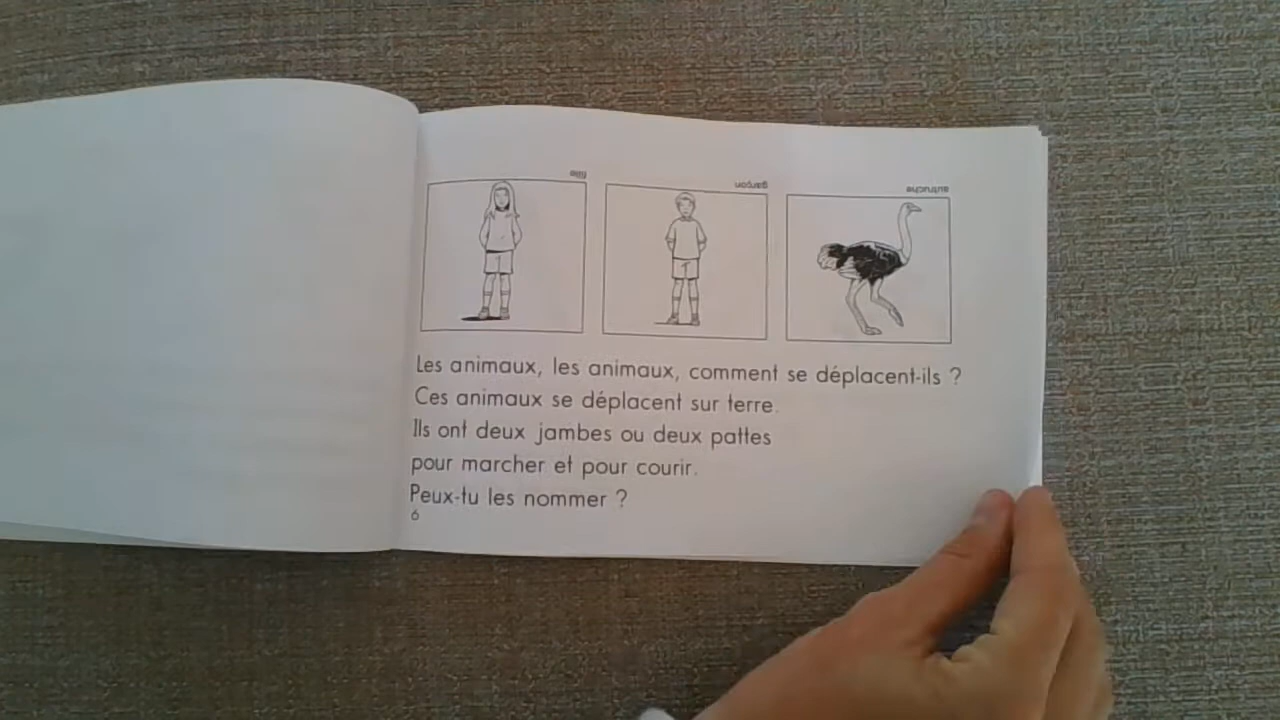 fille
garçon
autruche
Les animaux, les animaux, comment se déplacent-ils ?
Ces animaux se déplacent sur terre.
Ils ont deux jambes ou deux pattes
pour marcher et pour courir.
Peux-tu les nommer ?
6